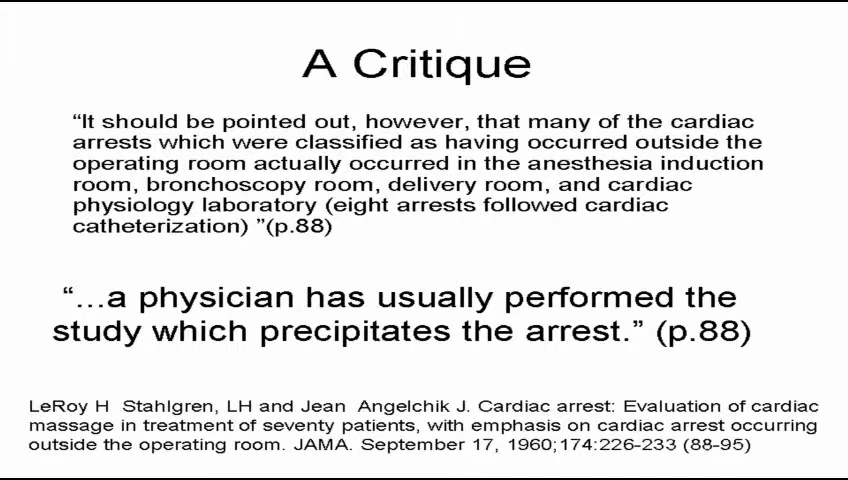 A Critique
“It should be pointed out, however, that many of the cardiac
arrests which were classified as having occurred outside the
operating room actually occurred in the anesthesia induction
room, bronchoscopy room, delivery room, and cardiac
physiology laboratory (eight arrests followed cardiac
catheterization) ”(p.88)
“...a physician has usually performed the
study which precipitates the arrest.” (p.88)
LeRoy H  Stahlgren, LH and Jean  Angelchik J. Cardiac arrest: Evaluation of cardiac
massage in treatment of seventy patients, with emphasis on cardiac arrest occurring
outside the operating room. JAMA. September 17, 1960;174:226-233 (88-95)